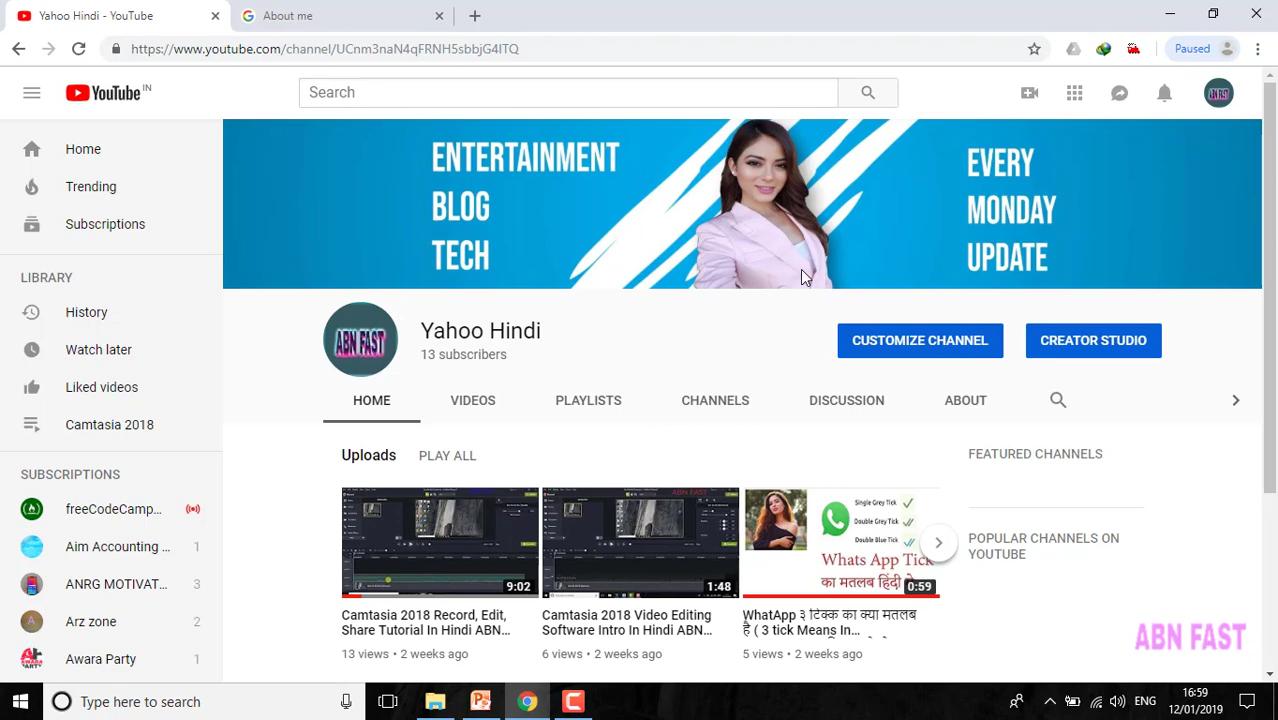 Yahoo Hindi - YouTube
About me
https://www.youtube.com/channel/UCnm3naN4qFRNH5sbbjG4ITQ
Paused
YouTube IN
Search
ABN FAST
Home
Trending
Subscriptions
LIBRARY
History
Watch later
Liked videos
Camtasia 2018
SUBSCRIPTIONS
freeCodeCamp...
Aim Accounting ... 1
ANRG MOTIVAT... 3
Arz zone 2
Awara Party 1
ENTERTAINMENT
BLOG
TECH
EVERY
MONDAY
UPDATE
ABN FAST
Yahoo Hindi
13 subscribers
CUSTOMIZE CHANNEL
CREATOR STUDIO
HOME VIDEOS PLAYLISTS CHANNELS DISCUSSION ABOUT
Uploads PLAY ALL
9:02
Camtasia 2018 Record, Edit,
Share Tutorial In Hindi ABN...
13 views • 2 weeks ago
ABN FAST
1:48
Camtasia 2018 Video Editing
Software Intro In Hindi ABN...
6 views • 2 weeks ago
Single Grey Tick
Double Grey Tick
Double Blue Tick
Whats App Tick
का मतलब हिंदी
0:59
WhatApp ३ टिक्क का क्या मतलब
है ( 3 tick Means In...
5 views • 2 weeks ago
FEATURED CHANNELS
POPULAR CHANNELS ON
YOUTUBE
ABN FAST
Type here to search
ENG
16:59
12/01/2019